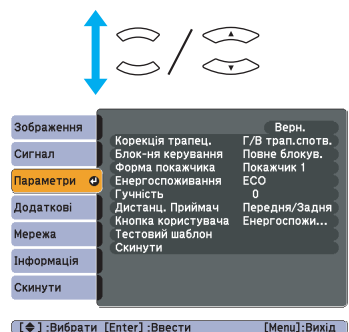 Зображення
Сигнал
Параметри
Додаткові
Мережа
Інформація
Скинути
Верн.
Корекція трапец. Г/В трап.спотв.
Блок-ня керування Повне блокув.
Форма покажчика Покажчик 1
Енергоспоживання ECO
Гучність 0
Дистанц. Приймач Передня/Задня
Кнопка користувача Енергоспожи...
Тестовий шаблон
Скинути
[ ] :Вибрати [Enter] :Ввести [Menu]:Вихід